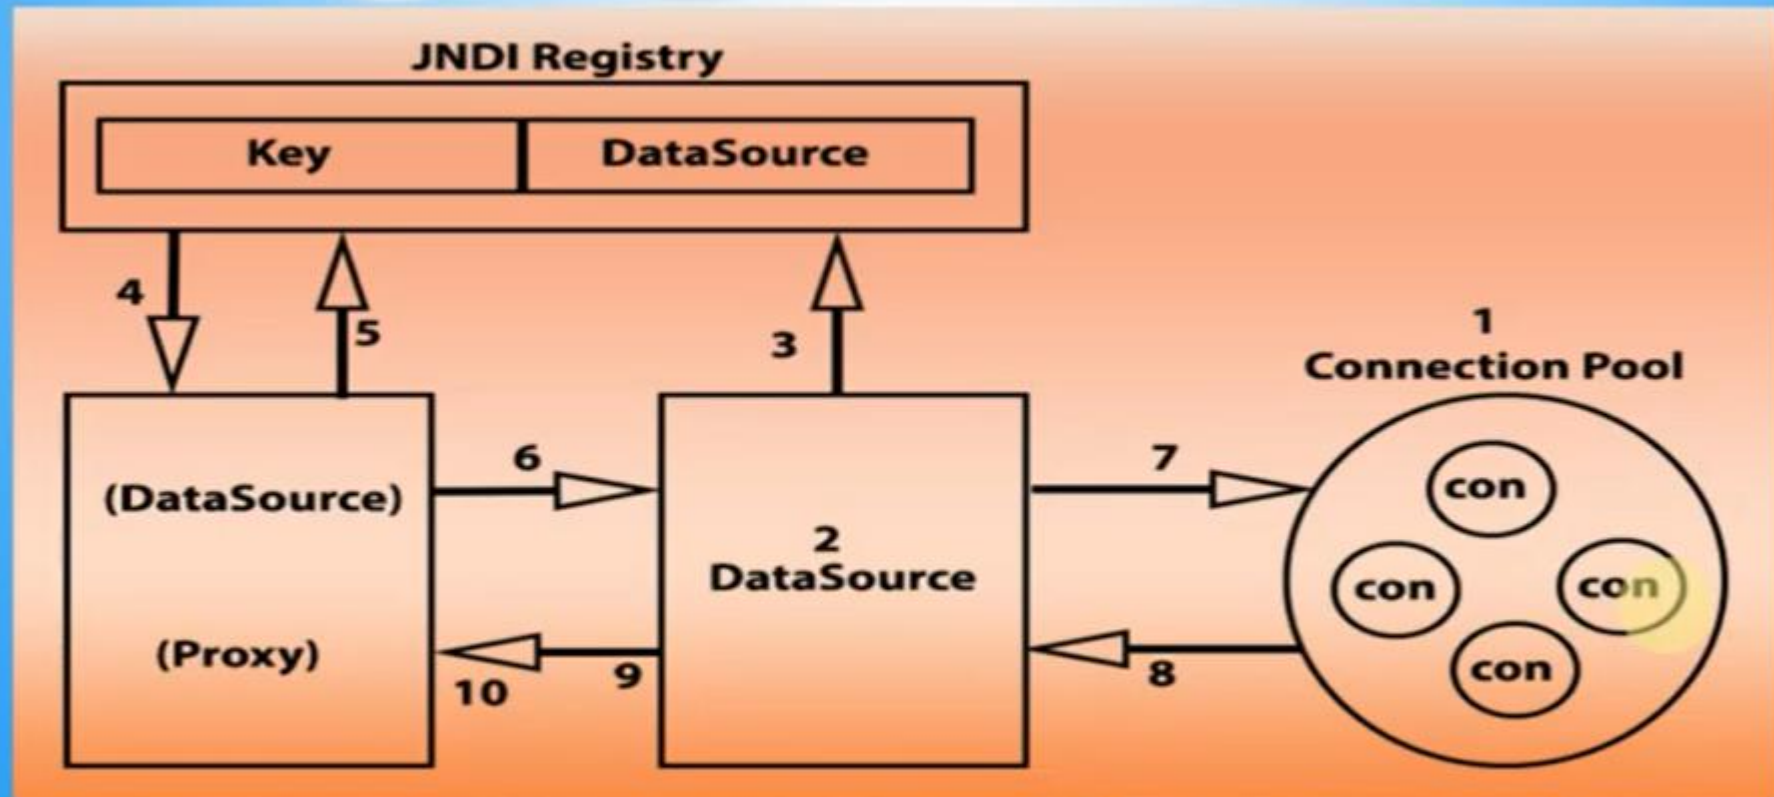 JNDI Registry
Key
DataSource
4
5
3
1
Connection Pool
(DataSource)
(Proxy)
6
10
9
2
DataSource
7
8
con
con
con
con